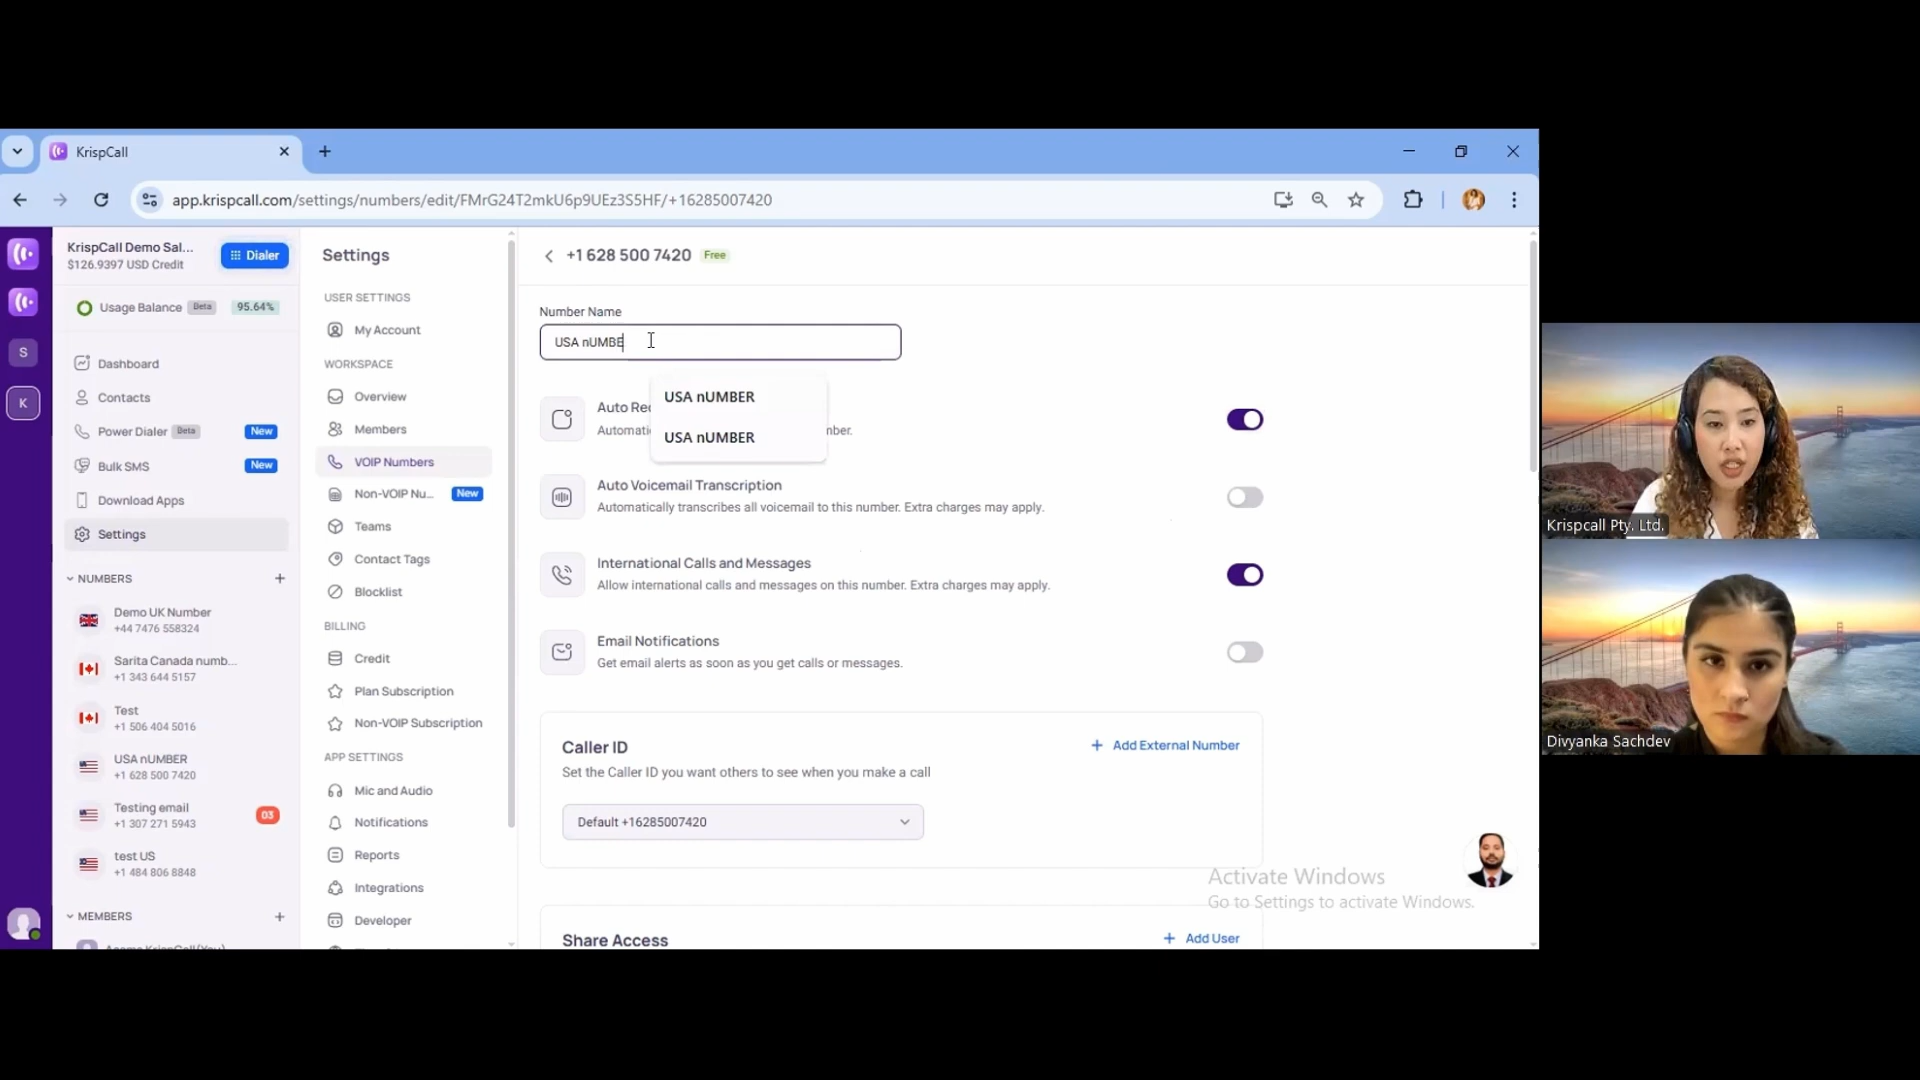 KrispCall
app.krispcall.com/settings/numbers/edit/FMrG24T2mkU6p9UEz3S5HF/+16285007420
KrispCall Demo Sal...
$126.9397 USD Credit
Dialer
Usage Balance Beta 95.64%
S
K
Dashboard
Contacts
Power Dialer Beta New
Bulk SMS New
Download Apps
Settings
NUMBERS
Demo UK Number
+44 7476 558324
Sarita Canada numb...
+1 343 644 5157
Test
+1 506 404 5016
USA nUMBER
+1 628 500 7420
Testing email
+1 307 271 5943
03
test US
+1 484 806 8848
MEMBERS
Settings
USER SETTINGS
My Account
WORKSPACE
Overview
Members
VOIP Numbers
Non-VOIP Nu... New
Teams
Contact Tags
Blocklist
BILLING
Credit
Plan Subscription
Non-VOIP Subscription
APP SETTINGS
Mic and Audio
Notifications
Reports
Integrations
Developer
+1 628 500 7420 Free
Number Name
USA nUMBE
USA nUMBER
USA nUMBER
Auto Rec
Automati
nber.
Auto Voicemail Transcription
Automatically transcribes all voicemail to this number. Extra charges may apply.
International Calls and Messages
Allow international calls and messages on this number. Extra charges may apply.
Email Notifications
Get email alerts as soon as you get calls or messages.
Caller ID
Add External Number
Set the Caller ID you want others to see when you make a call
Default +16285007420
Share Access
Add User
Activate Windows
Go to Settings to activate Windows.
Krispcall Pty. Ltd.
Divyanka Sachdev